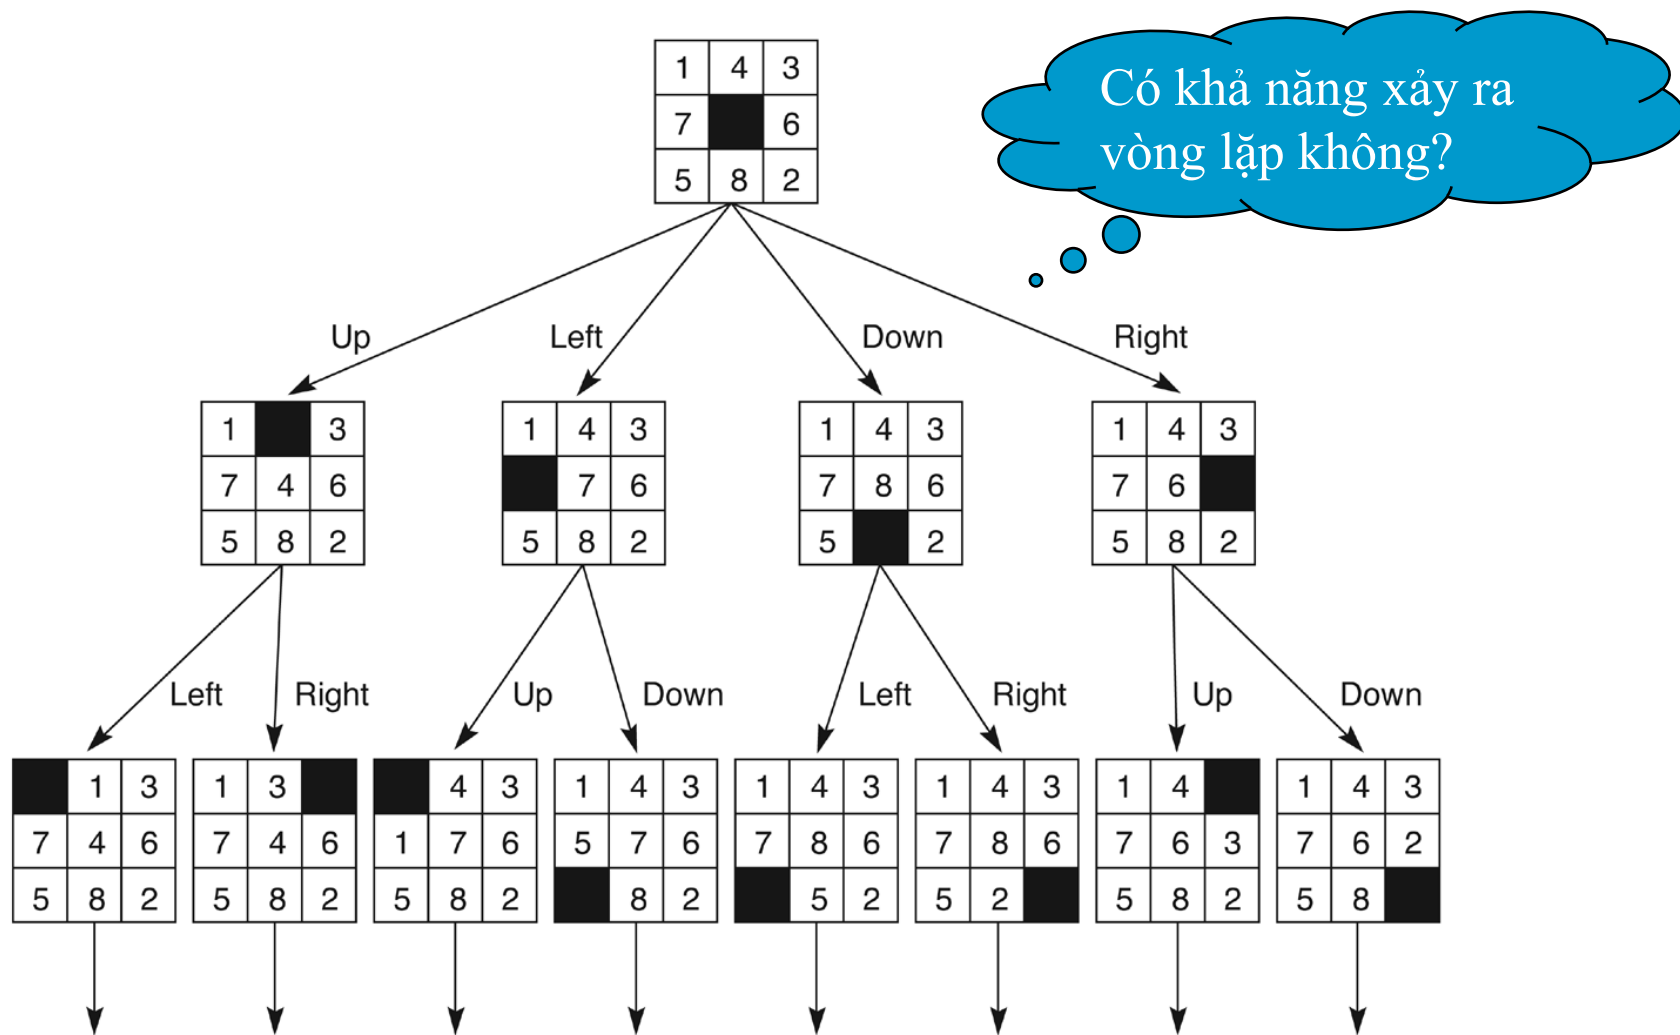 1 4 3
7 6
5 8 2
Có khả năng xảy ra
vòng lặp không?
Up
Left
Down
Right
1 3
7 4 6
5 8 2
1 4 3
7 6
5 8 2
1 4 3
7 8 6
5 2
1 4 3
7 6
5 8 2
Left
Right
Up
Down
Left
Right
Up
Down
1 3
7 4 6
5 8 2
1 3
7 4 6
5 8 2
4 3
1 7 6
5 8 2
1 4 3
5 7 6
8 2
1 4 3
7 8 6
5 2
1 4 3
7 8 6
5 2
1 4
7 6 3
5 8 2
1 4 3
7 6 2
5 8